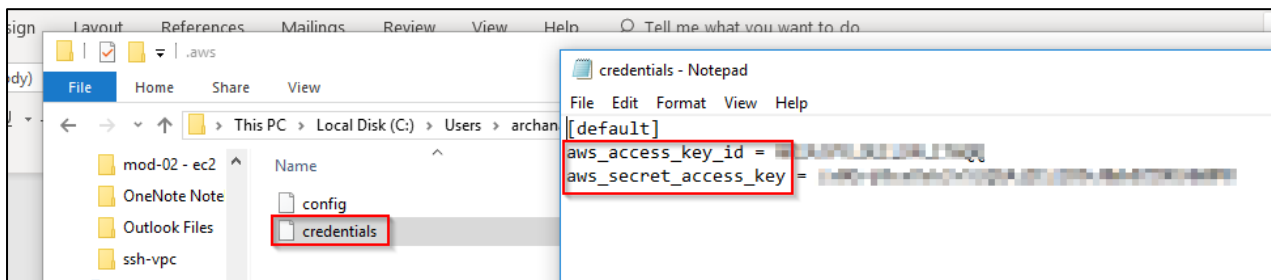 sign Layout References Mailings Review View Help Tell me what you want to do
.aws
ody)
File Home Share View
This PC > Local Disk (C:) > Users > archan
mod-02 - ec2
OneNote Note
Outlook Files
ssh-vpc
Name
config
credentials
credentials - Notepad
File Edit Format View Help
[default]
aws_access_key_id =
aws_secret_access_key =